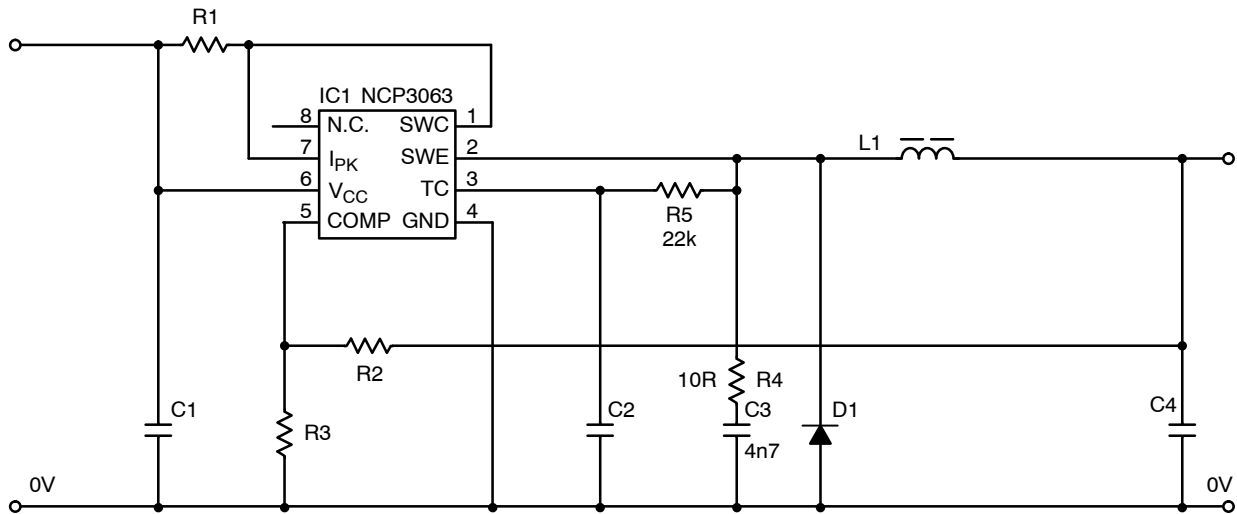 R1
IC1 NCP3063
8 N.C. SWC 1
7 IPK SWE 2
6 VCC TC 3
5 COMP GND 4
L1
R5
22k
R2
10R R4
C1
R3
C2
C3
4n7
D1
C4
0V
0V